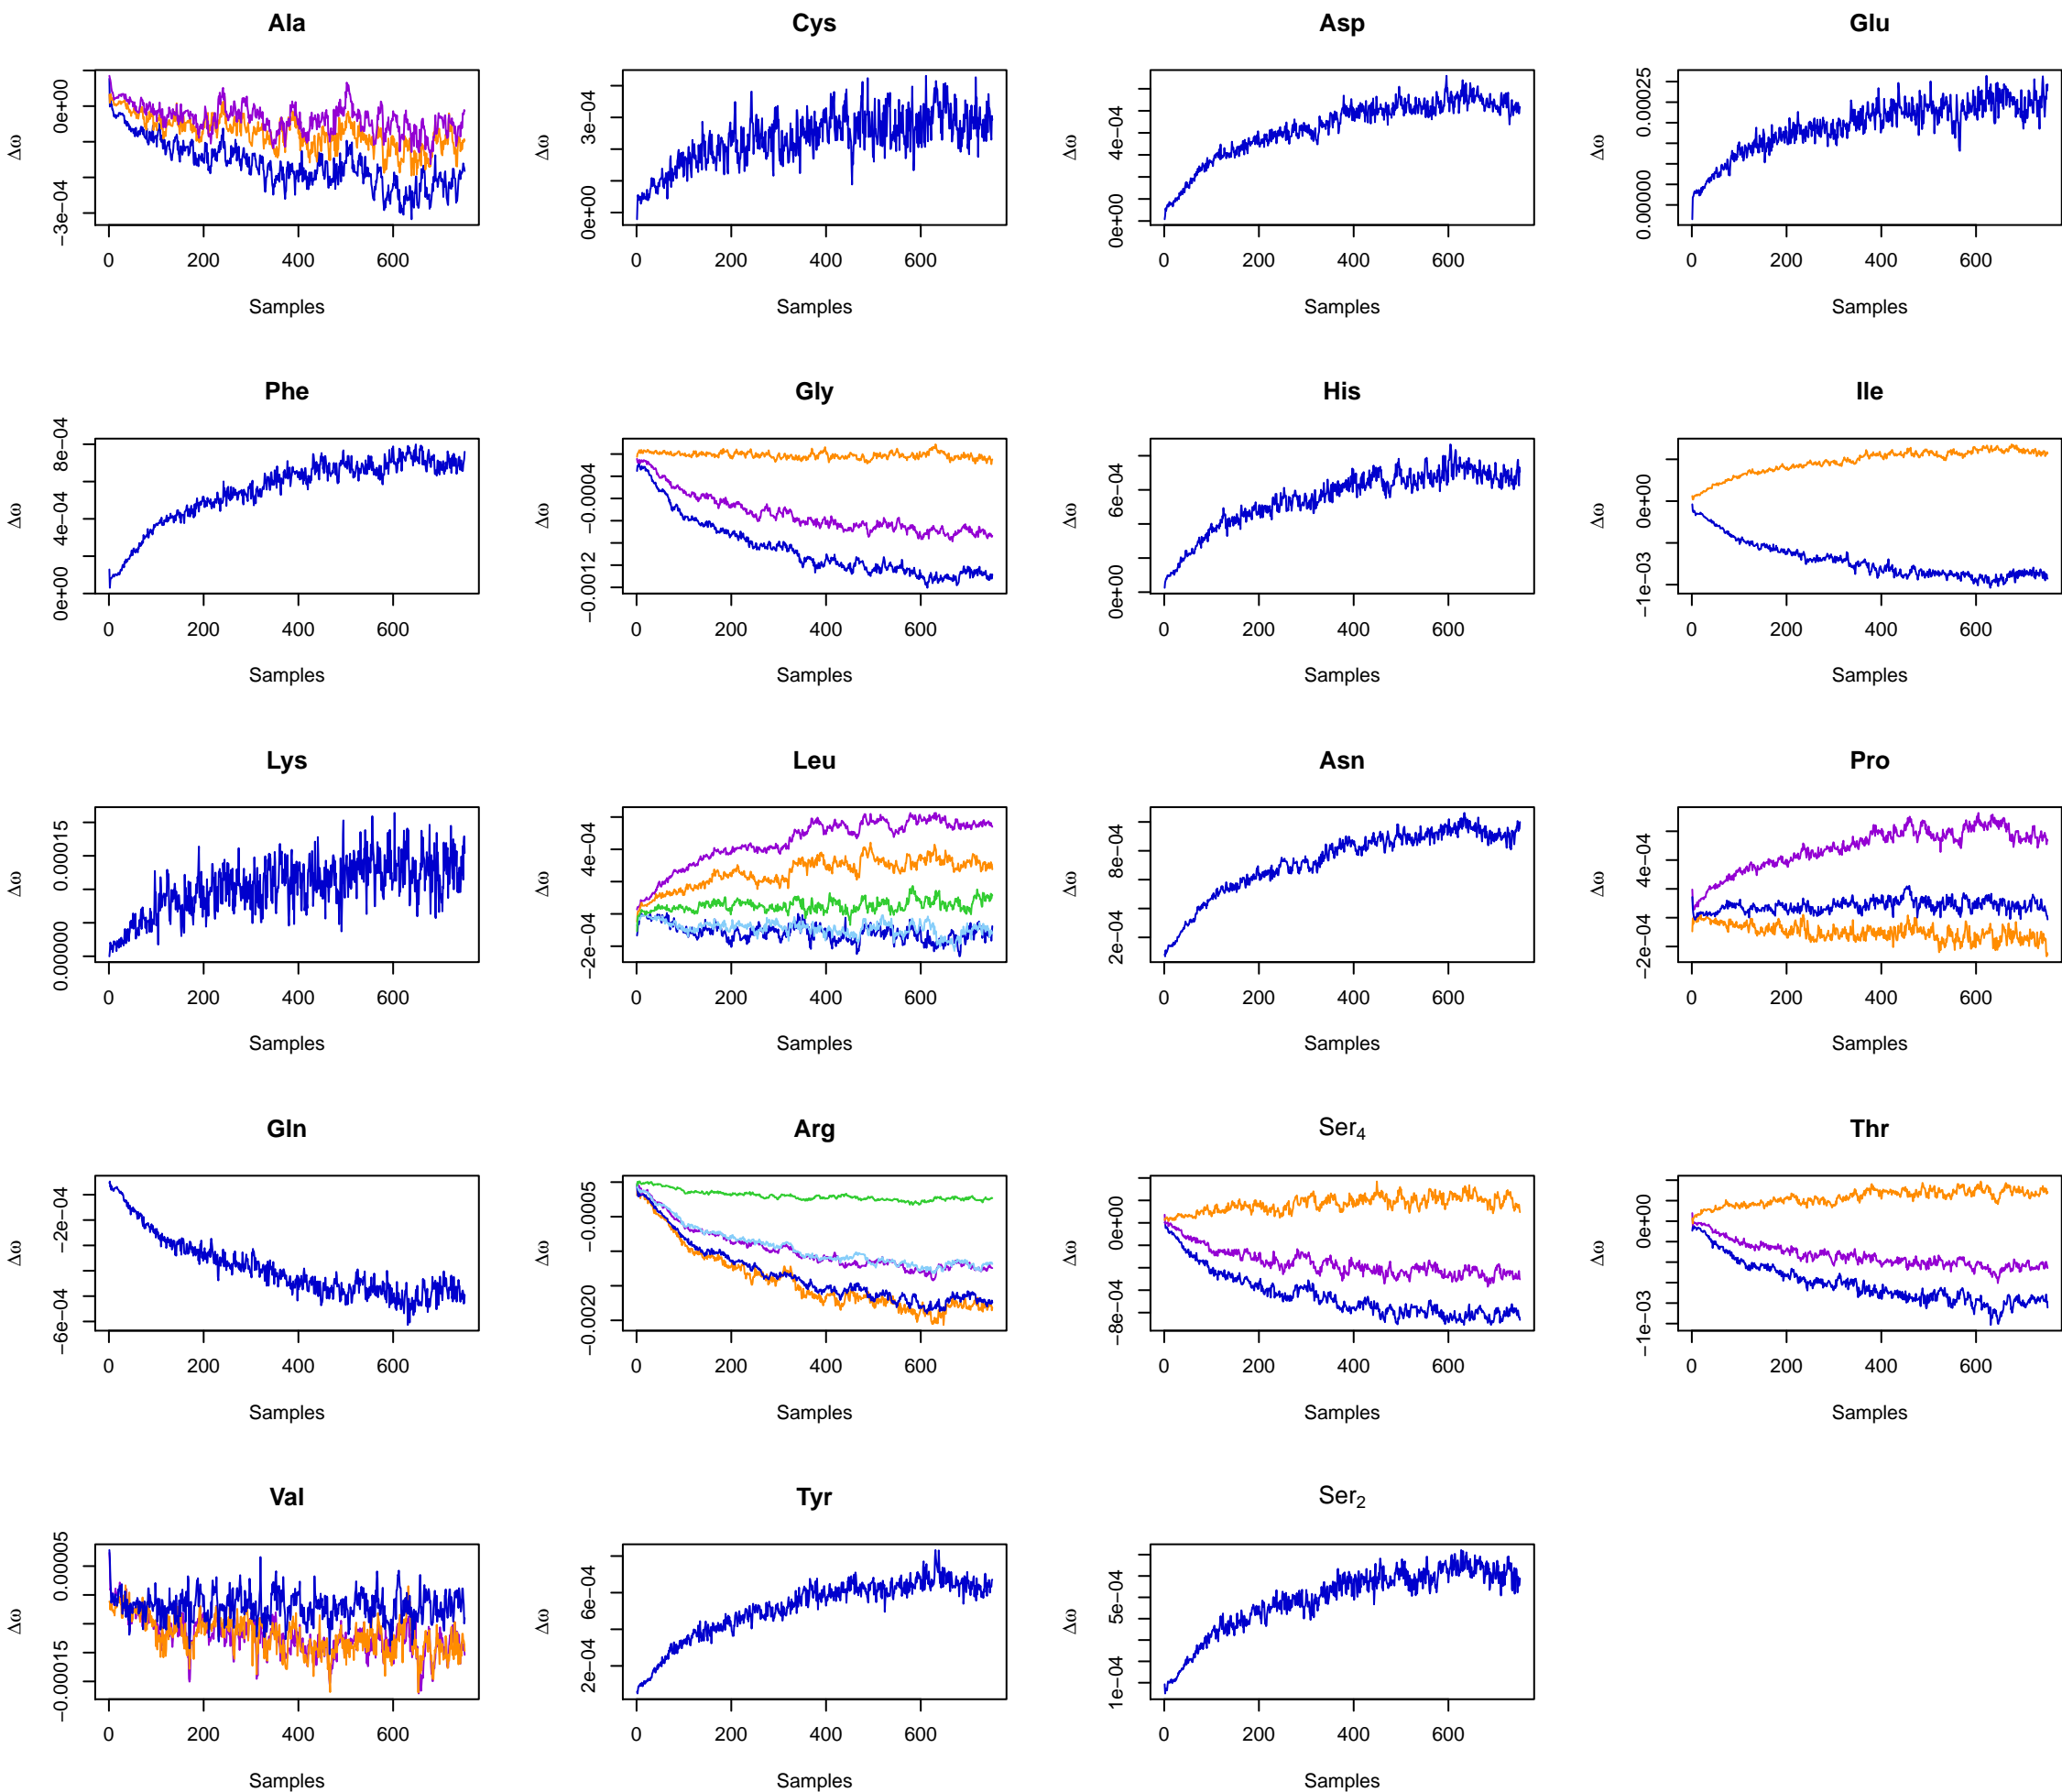 Ala Cys Asp Glu
Δω −3e−04 0e+00
Δω 0e+00 3e−04
Δω 0e+00 4e−04
Δω 0.00000 0.00025
0 200 400 600 0 200 400 600 0 200 400 600 0 200 400 600
Samples Samples Samples Samples
Phe Gly His Ile
Δω 0e+00 4e−04 8e−04
Δω −0.0012 −0.0004
Δω 0e+00 6e−04
Δω −1e−03 0e+00
0 200 400 600 0 200 400 600 0 200 400 600 0 200 400 600
Samples Samples Samples Samples
Lys Leu Asn Pro
Δω 0.00000 0.00015
Δω −2e−04 4e−04
Δω 2e−04 8e−04
Δω −2e−04 4e−04
0 200 400 600 0 200 400 600 0 200 400 600 0 200 400 600
Samples Samples Samples Samples
Gln Arg Ser4 Thr
Δω −6e−04 −2e−04
Δω −0.0020 −0.0005
Δω −8e−04 0e+00
Δω −1e−03 0e+00
0 200 400 600 0 200 400 600 0 200 400 600 0 200 400 600
Samples Samples Samples Samples
Val Tyr Ser2
Δω −0.00015 0.00005
Δω 2e−04 6e−04
Δω 1e−04 5e−04
0 200 400 600 0 200 400 600 0 200 400 600
Samples Samples Samples